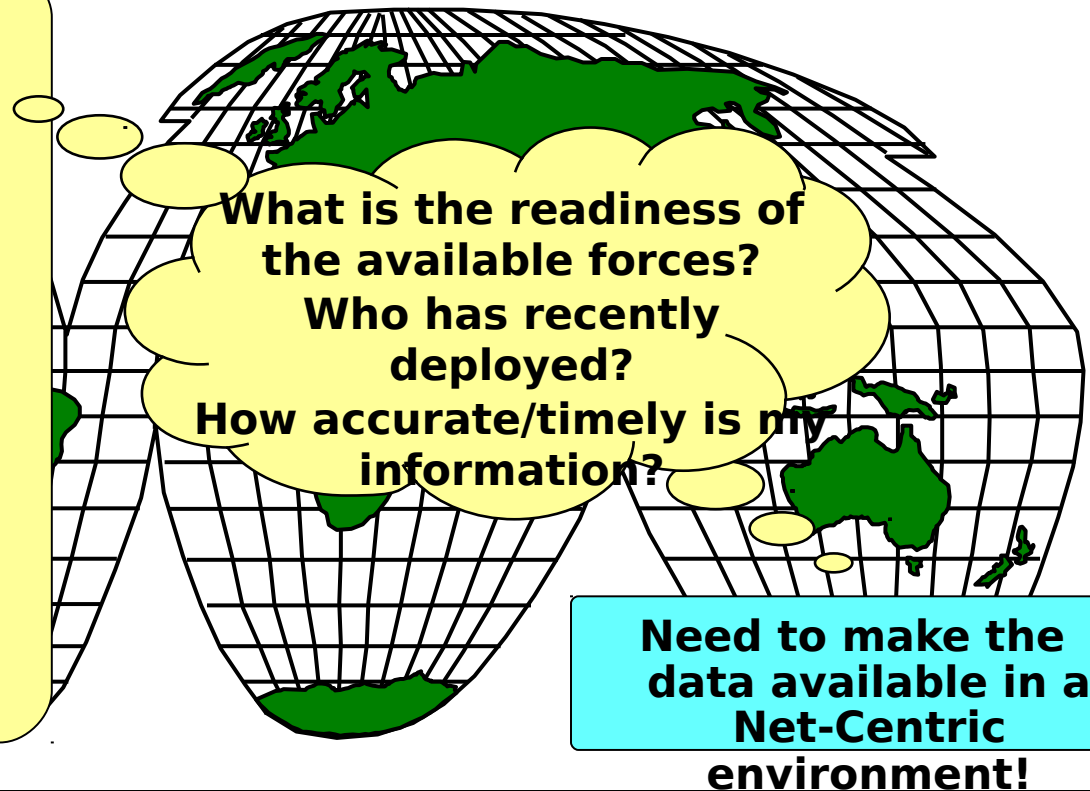 What is the readiness of
the available forces?
Who has recently
deployed?
How accurate/timely is my
information?
Need to make the
data available in a
Net-Centric
environment!